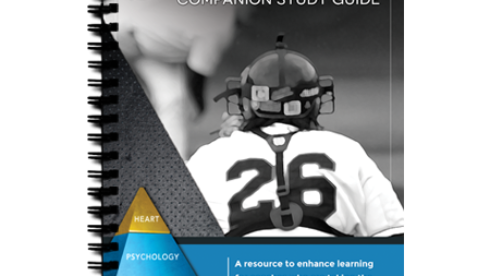 COMPANION STUDY GUIDE
26
HEART
PSYCHOLOGY
A resource to enhance learning